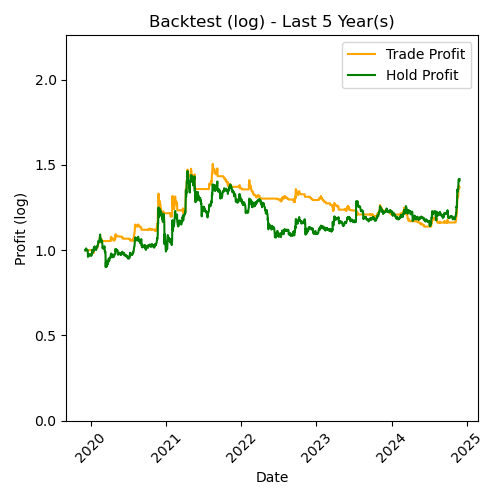 Backtest (log) - Last 5 Year(s)
Trade Profit
Hold Profit
Profit (log)
2.0
1.5
1.0
0.5
0.0
2020
2021
2022
2023
2024
2025
Date